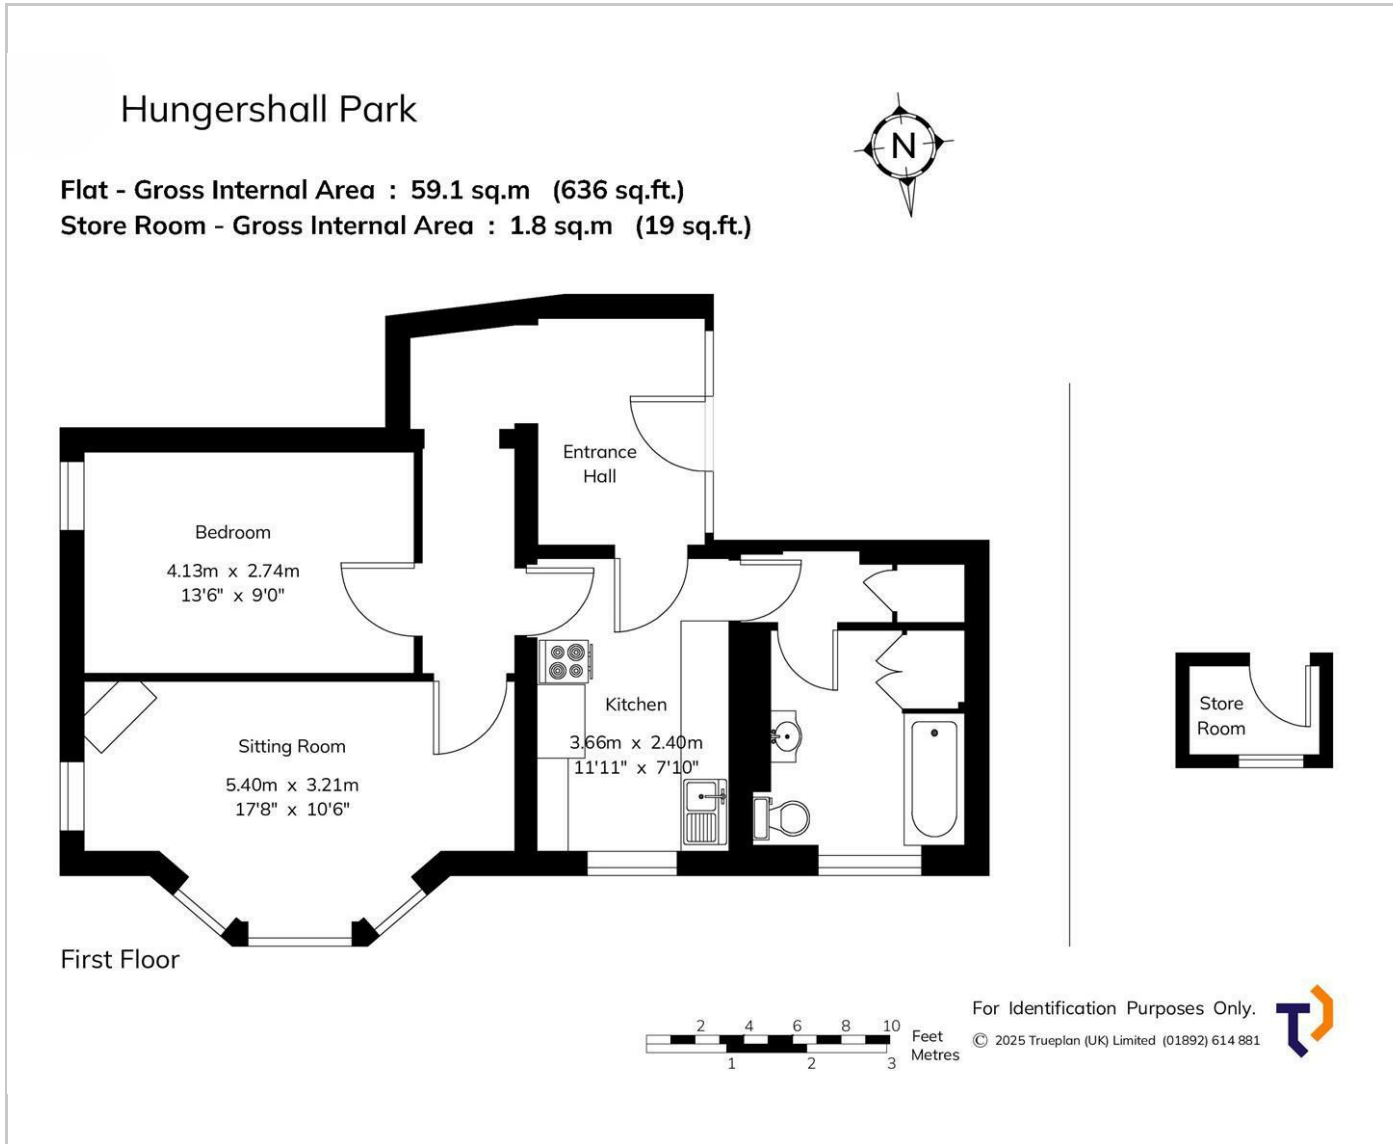 Hungershall Park
N
Flat - Gross Internal Area : 59.1 sq.m (636 sq.ft.)
Store Room - Gross Internal Area : 1.8 sq.m (19 sq.ft.)
Entrance
Hall
Bedroom
4.13m x 2.74m
13'6" x 9'0"
Kitchen
3.66m x 2.40m
11'11" x 7'10"
Sitting Room
5.40m x 3.21m
17'8" x 10'6"
Store
Room
First Floor
2 4 6 8 10
Feet
Metres
1 2 3
For Identification Purposes Only.
© 2025 Trueplan (UK) Limited (01892) 614 881